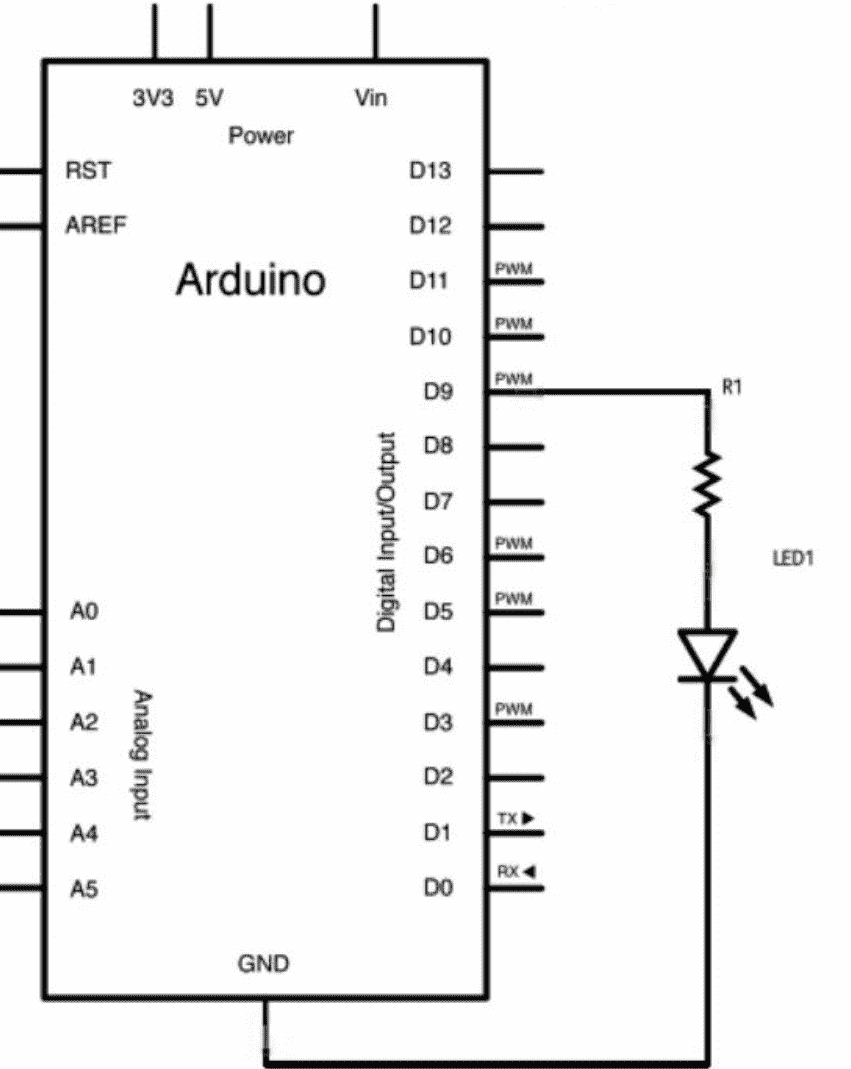 3V3 5V Vin
Power
RST D13
AREF D12
Arduino
PWM
D11
PWM
D10
PWM
D9
R1
D8
Digital Input/Output
D7
PWM
D6
LED1
PWM
A0 D5
A1 D4
Analog Input
PWM
A2 D3
A3 D2
TX
A4 D1
RX
A5 D0
GND